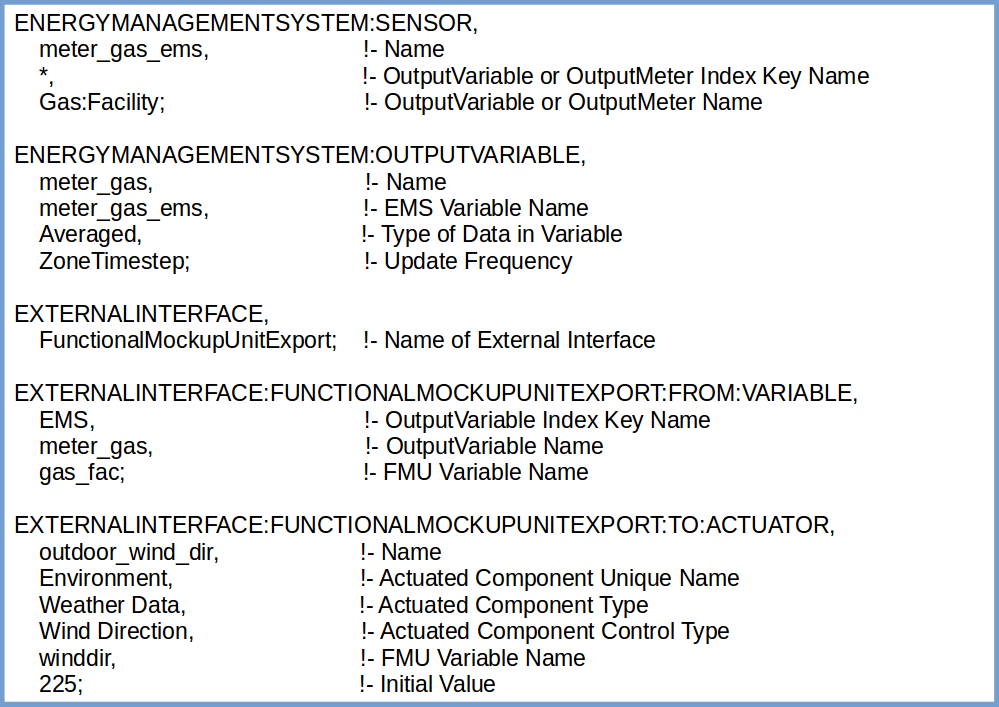 ENERGYMANAGEMENTSYSTEM:SENSOR,
meter_gas_ems, !- Name
*, !- OutputVariable or OutputMeter Index Key Name
Gas:Facility; !- OutputVariable or OutputMeter Name
ENERGYMANAGEMENTSYSTEM:OUTPUTVARIABLE,
meter_gas, !- Name
meter_gas_ems, !- EMS Variable Name
Averaged, !- Type of Data in Variable
ZoneTimestep; !- Update Frequency
EXTERNALINTERFACE,
FunctionalMockupUnitExport; !- Name of External Interface
EXTERNALINTERFACE:FUNCTIONALMOCKUPUNITEXPORT:FROM:VARIABLE,
EMS, !- OutputVariable Index Key Name
meter_gas, !- OutputVariable Name
gas_fac; !- FMU Variable Name
EXTERNALINTERFACE:FUNCTIONALMOCKUPUNITEXPORT:TO:ACTUATOR,
outdoor_wind_dir, !- Name
Environment, !- Actuated Component Unique Name
Weather Data, !- Actuated Component Type
Wind Direction, !- Actuated Component Control Type
winddir, !- FMU Variable Name
225; !- Initial Value